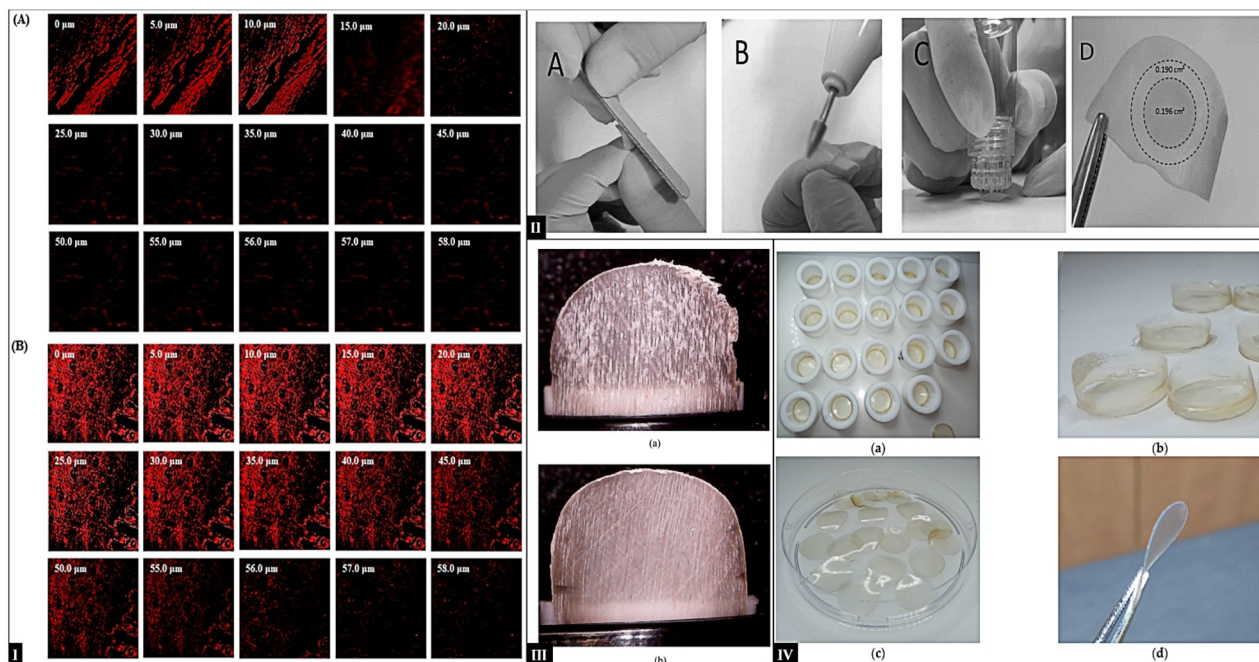 (A)
0 µm
5.0 µm
10.0 µm
15.0 µm
20.0 µm
25.0 µm
30.0 µm
35.0 µm
40.0 µm
45.0 µm
50.0 µm
55.0 µm
56.0 µm
57.0 µm
58.0 µm
(B)
0 µm
5.0 µm
10.0 µm
15.0 µm
20.0 µm
25.0 µm
30.0 µm
35.0 µm
40.0 µm
45.0 µm
50.0 µm
55.0 µm
56.0 µm
57.0 µm
58.0 µm
I
A
B
C
D
0.190 cm²
0.196 cm²
II
(a)
(b)
III
(a)
(b)
(c)
(d)
IV